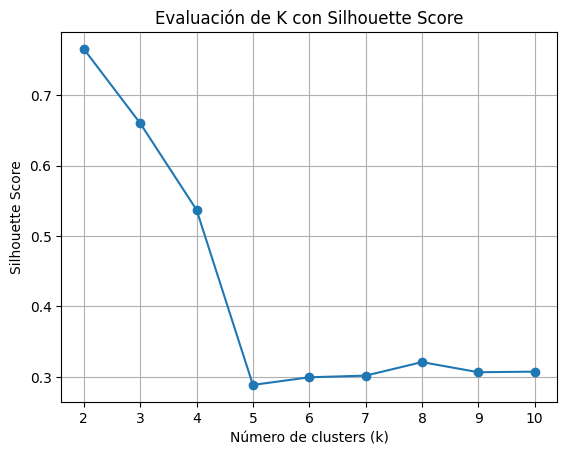 Evaluación de K con Silhouette Score
Silhouette Score
0.7
0.6
0.5
0.4
0.3
2 3 4 5 6 7 8 9 10
Número de clusters (k)